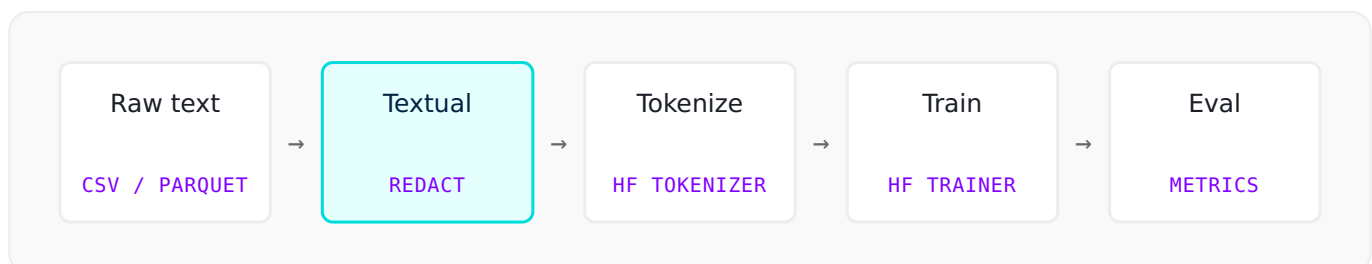 Raw text
CSV / PARQUET
→
Textual
REDACT
→
Tokenize
HF TOKENIZER
→
Train
HF TRAINER
→
Eval
METRICS